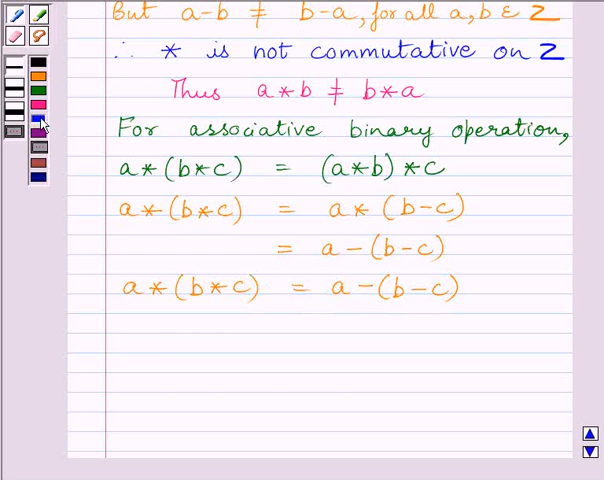 But a-b ≠ b-a, for all a, b ε Z
∴ * is not commutative on Z
Thus a*b ≠ b*a
For associative binary operation,
a*(b*c) = (a*b)*c
a*(b*c) = a*(b-c)
= a-(b-c)
a*(b*c) = a-(b-c)